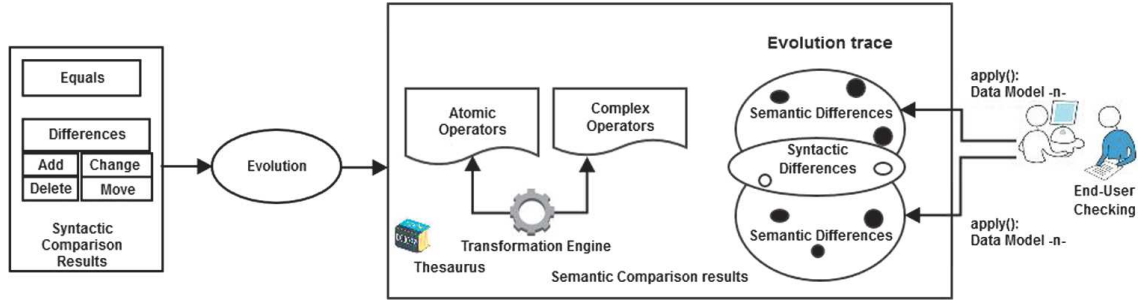 Equals
Differences
Add
Change
Delete
Move
Syntactic
Comparison
Results
Evolution
Atomic
Operators
Complex
Operators
Transformation Engine
Thesaurus
Semantic Comparison results
Evolution trace
Semantic Differences
Syntactic
Differences
Semantic Differences
apply():
Data Model -n-
End-User
Checking
apply():
Data Model -n-